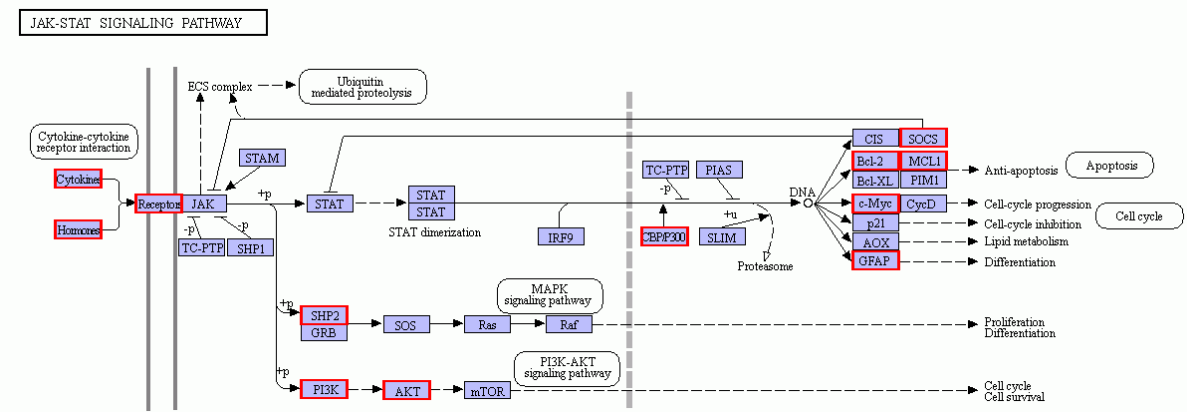 JAK-STAT SIGNALING PATHWAY
ECS complex
Ubiquitin
mediated proteolysis
Cytokine-cytokine
receptor interaction
Cytokines
Hormones
Receptors
JAK
STAM
+p
-p
-p
TC-PTP
SHP1
STAT
STAT
STAT
STAT dimerization
IRF9
TC-PTP
PIAS
-p
+u
CBP/P300
SLIM
Proteasome
DNA
CIS
SOCS
Bcl-2
MCL1
Bcl-XL
PIM1
c-Myc
CycD
p21
AOX
GFAP
Anti-apoptosis
Apoptosis
Cell-cycle progression
Cell cycle
Cell-cycle inhibition
Lipid metabolism
Differentiation
+p
SHP2
GRB
SOS
Ras
Raf
MAPK
signaling pathway
Proliferation
Differentiation
+p
PI3K
AKT
mTOR
PI3K-AKT
signaling pathway
Cell cycle
Cell survival